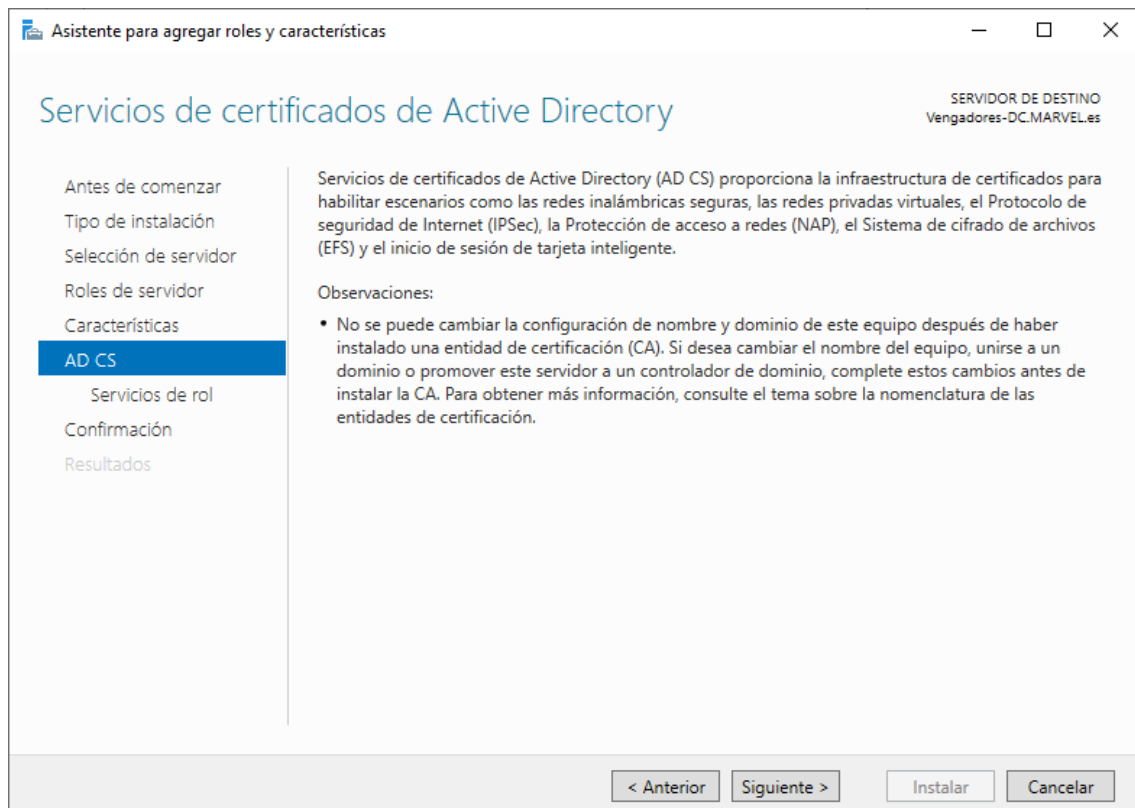 Asistente para agregar roles y características
Servicios de certificados de Active Directory
SERVIDOR DE DESTINO
Vengadores-DC.MARVEL.es
Antes de comenzar
Tipo de instalación
Selección de servidor
Roles de servidor
Características
AD CS
Servicios de rol
Confirmación
Resultados
Servicios de certificados de Active Directory (AD CS) proporciona la infraestructura de certificados para
habilitar escenarios como las redes inalámbricas seguras, las redes privadas virtuales, el Protocolo de
seguridad de Internet (IPSec), la Protección de acceso a redes (NAP), el Sistema de cifrado de archivos
(EFS) y el inicio de sesión de tarjeta inteligente.
Observaciones:
• No se puede cambiar la configuración de nombre y dominio de este equipo después de haber
instalado una entidad de certificación (CA). Si desea cambiar el nombre del equipo, unirse a un
dominio o promover este servidor a un controlador de dominio, complete estos cambios antes de
instalar la CA. Para obtener más información, consulte el tema sobre la nomenclatura de las
entidades de certificación.
< Anterior
Siguiente >
Instalar
Cancelar